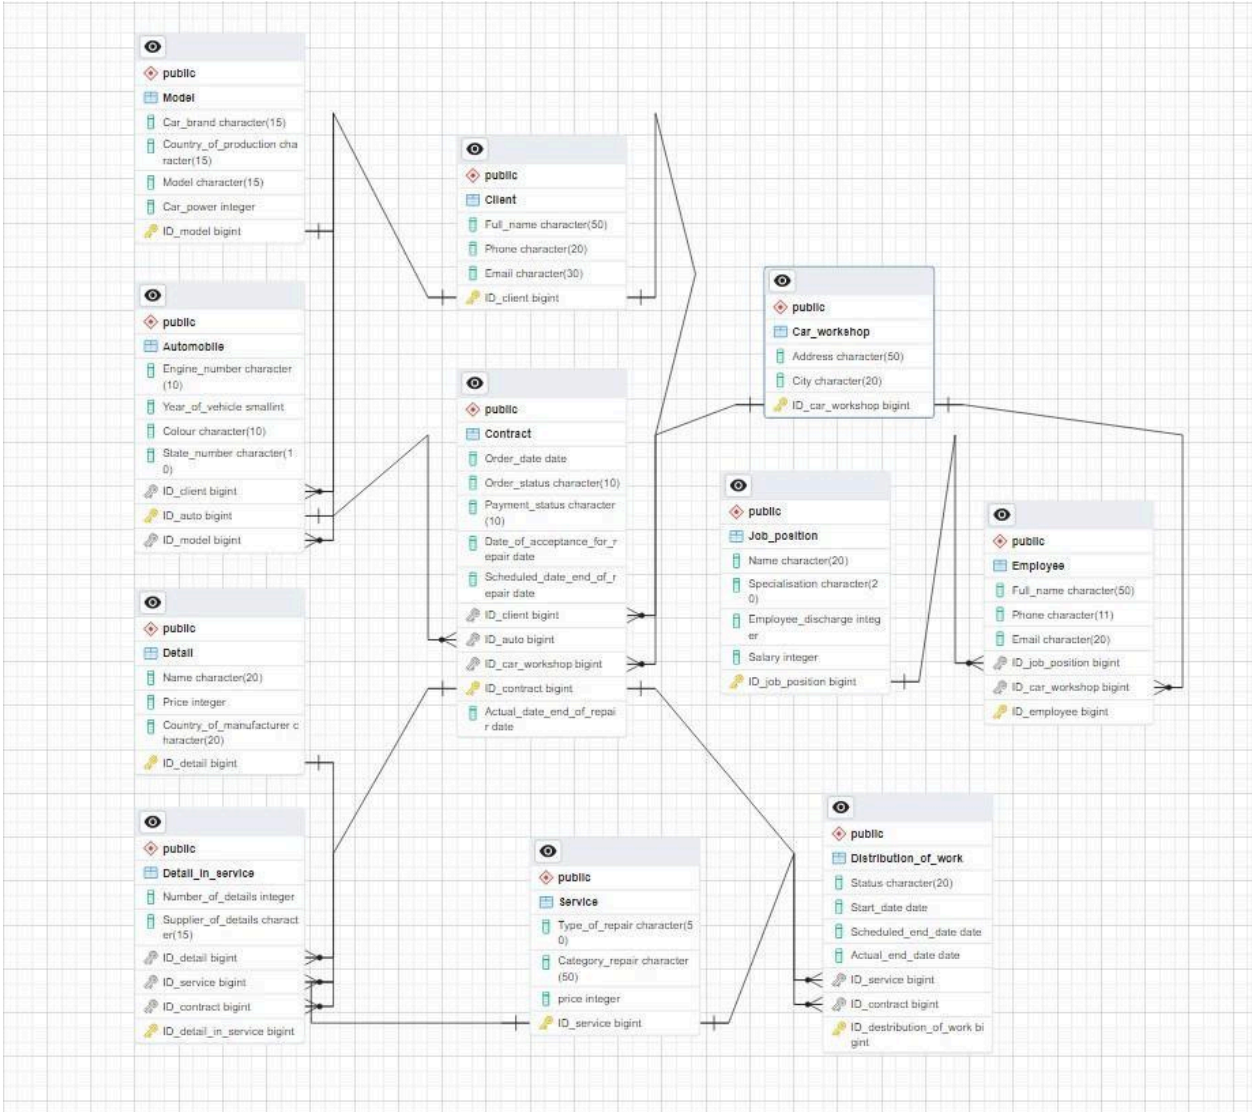 public
Model
Car_brand character(15)
Country_of_production cha
racter(15)
Model character(15)
Car_power integer
ID_model bigint
public
Client
Full_name character(50)
Phone character(20)
Email character(30)
ID_client bigint
public
Automobile
Engine_number character
(10)
Year_of_vehicle smallint
Colour character(10)
State_number character(1
0)
ID_client bigint
ID_auto bigint
ID_model bigint
public
Car_workshop
Address character(50)
City character(20)
ID_car_workshop bigint
public
Contract
Order_date date
Order_status character(10)
Payment_status character
(10)
Date_of_acceptance_for_r
epair date
Scheduled_date_end_of_r
epair date
ID_client bigint
ID_auto bigint
ID_car_workshop bigint
ID_contract bigint
Actual_date_end_of_repai
r date
public
Job_position
Name character(20)
Specialisation character(2
0)
Employee_discharge integ
er
Salary integer
ID_job_position bigint
public
Employee
Full_name character(50)
Phone character(11)
Email character(20)
ID_job_position bigint
ID_car_workshop bigint
ID_employee bigint
public
Detail
Name character(20)
Price integer
Country_of_manufacturer c
haracter(20)
ID_detail bigint
public
Detail_in_service
Number_of_details integer
Supplier_of_details charact
er(15)
ID_detail bigint
ID_service bigint
ID_contract bigint
ID_detail_in_service bigint
public
Service
Type_of_repair character(5
0)
Category_repair character
(50)
price integer
ID_service bigint
public
Distribution_of_work
Status character(20)
Start_date date
Scheduled_end_date date
Actual_end_date date
ID_service bigint
ID_contract bigint
ID_destribution_of_work bi
gint